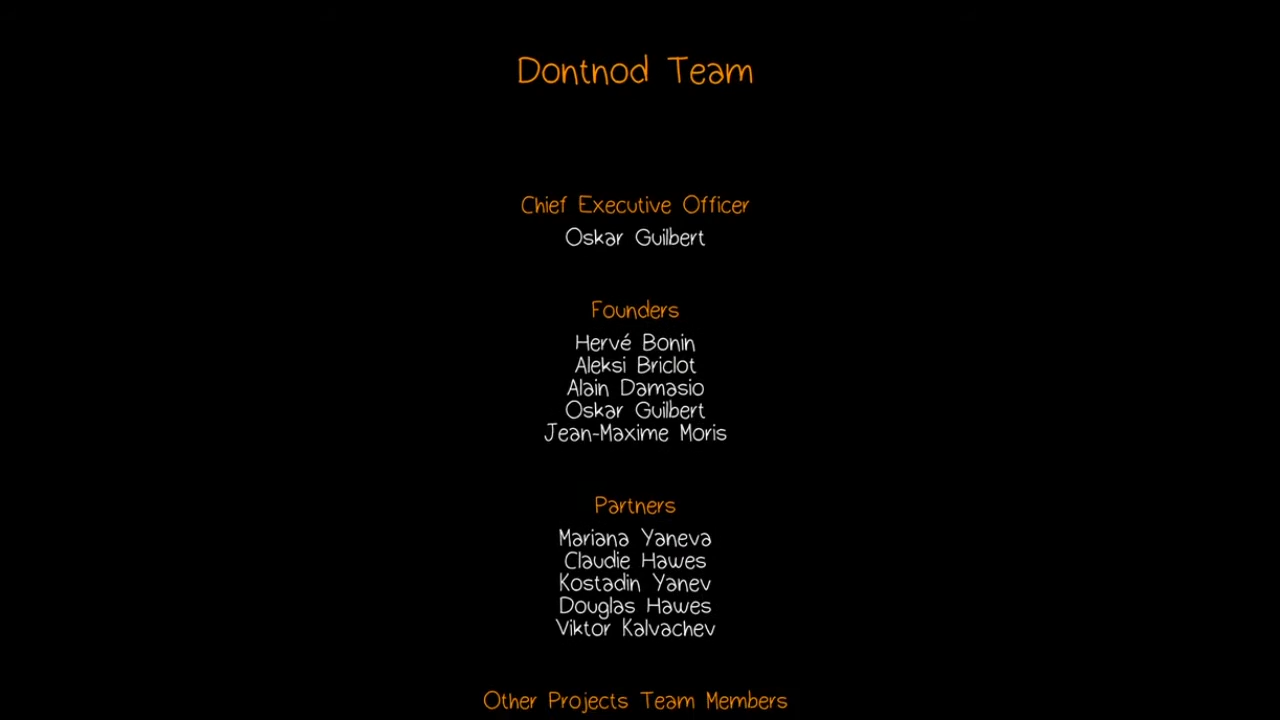 Dontnod Team
Chief Executive Officer
Oskar Guilbert
Founders
Hervé Bonin
Aleksi Briclot
Alain Damasio
Oskar Guilbert
Jean-Maxime Moris
Partners
Mariana Yaneva
Claudie Hawes
Kostadin Yanev
Douglas Hawes
Viktor Kalvachev
Other Projects Team Members